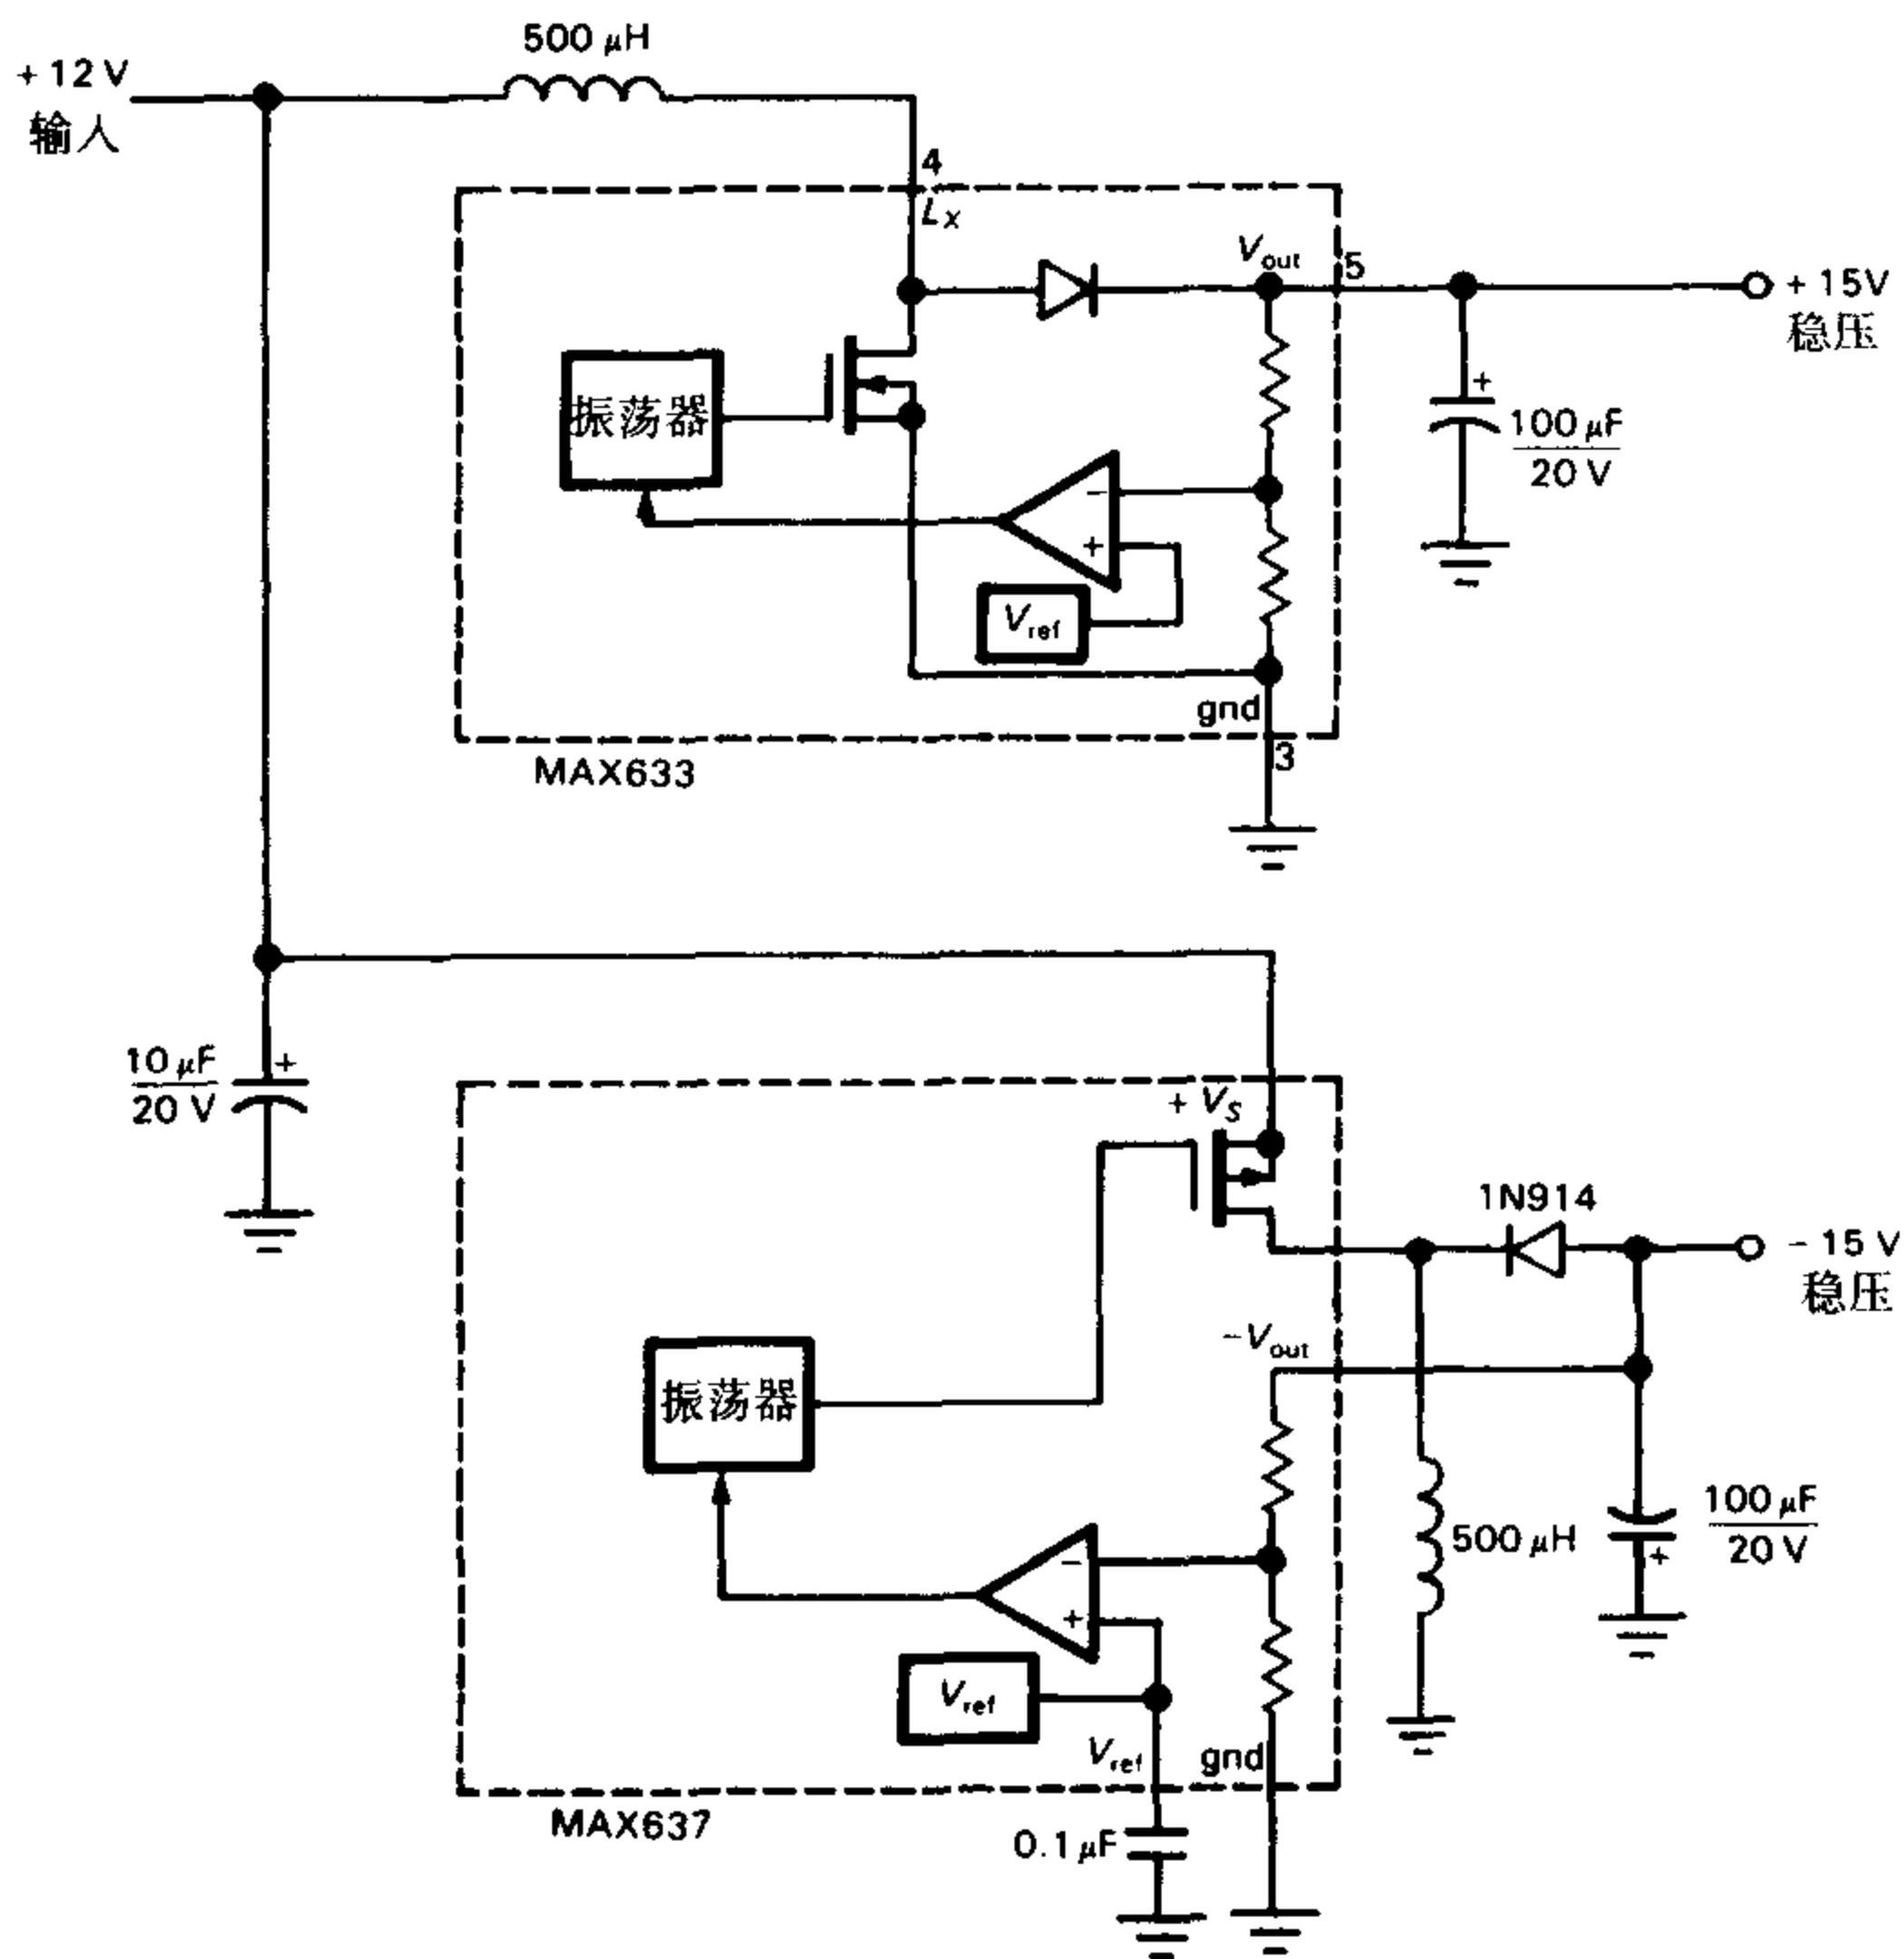 500 μH
+ 12 V
输入
4
Lx
Vout
5
+ 15V
稳压
振荡器
+
100 μF
20 V
−
+
Vref
gnd
3
MAX633
10 μF
20 V
+
+ VS
1N914
− 15 V
稳压
−Vout
振荡器
500 μH
100 μF
20 V
+
−
+
Vref
Vref
gnd
MAX637
0.1 μF